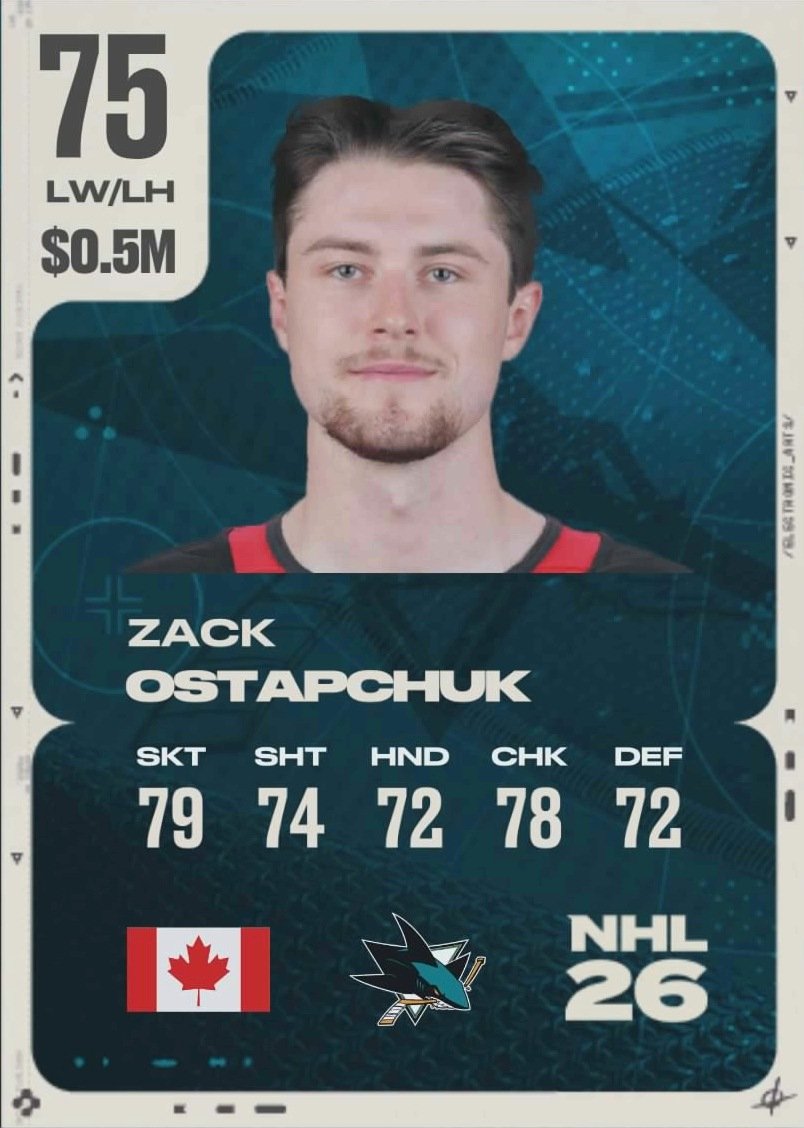 75
LW/LH
$0.5M
ZACK
OSTAPCHUK
SKT SHT HND CHK DEF
79 74 72 78 72
NHL
26
/ELECTRONIC_ARTS/